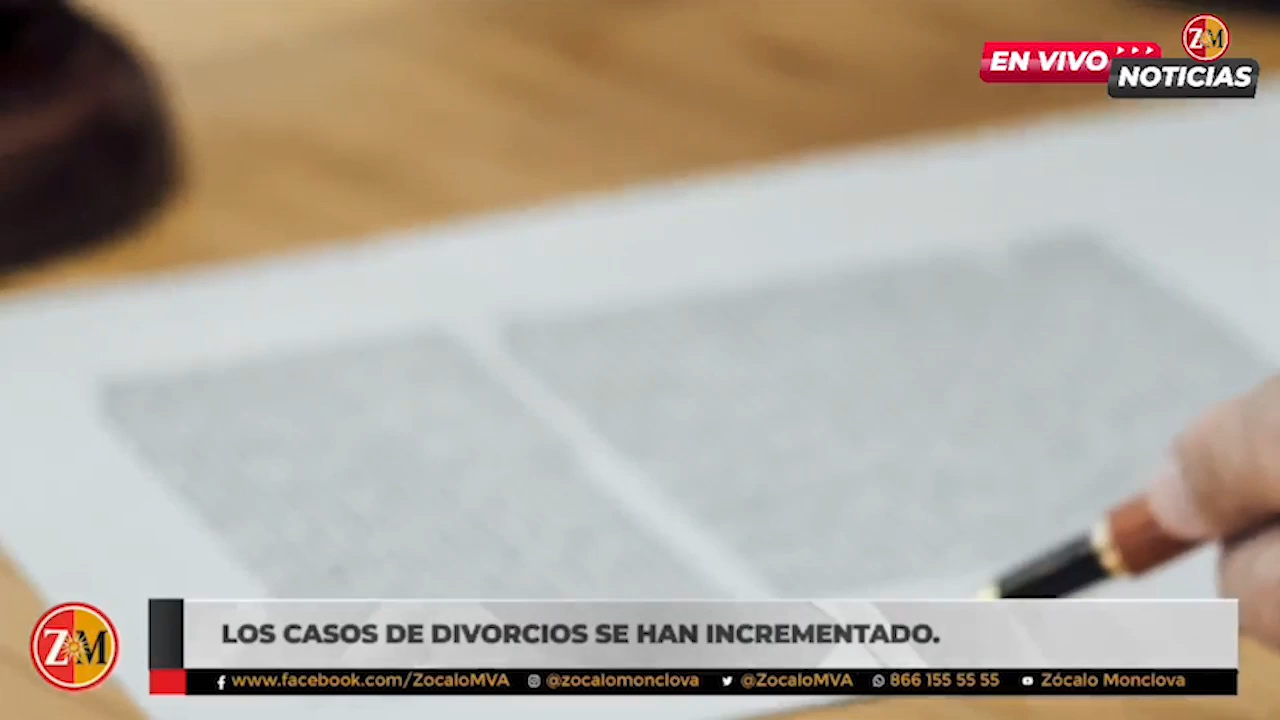 ZM
EN VIVO
NOTICIAS
ZM
LOS CASOS DE DIVORCIOS SE HAN INCREMENTADO.
www.facebook.com/ZocaloMVA @zocalomonclova @ZocaloMVA 866 155 55 55 Zócalo Monclova